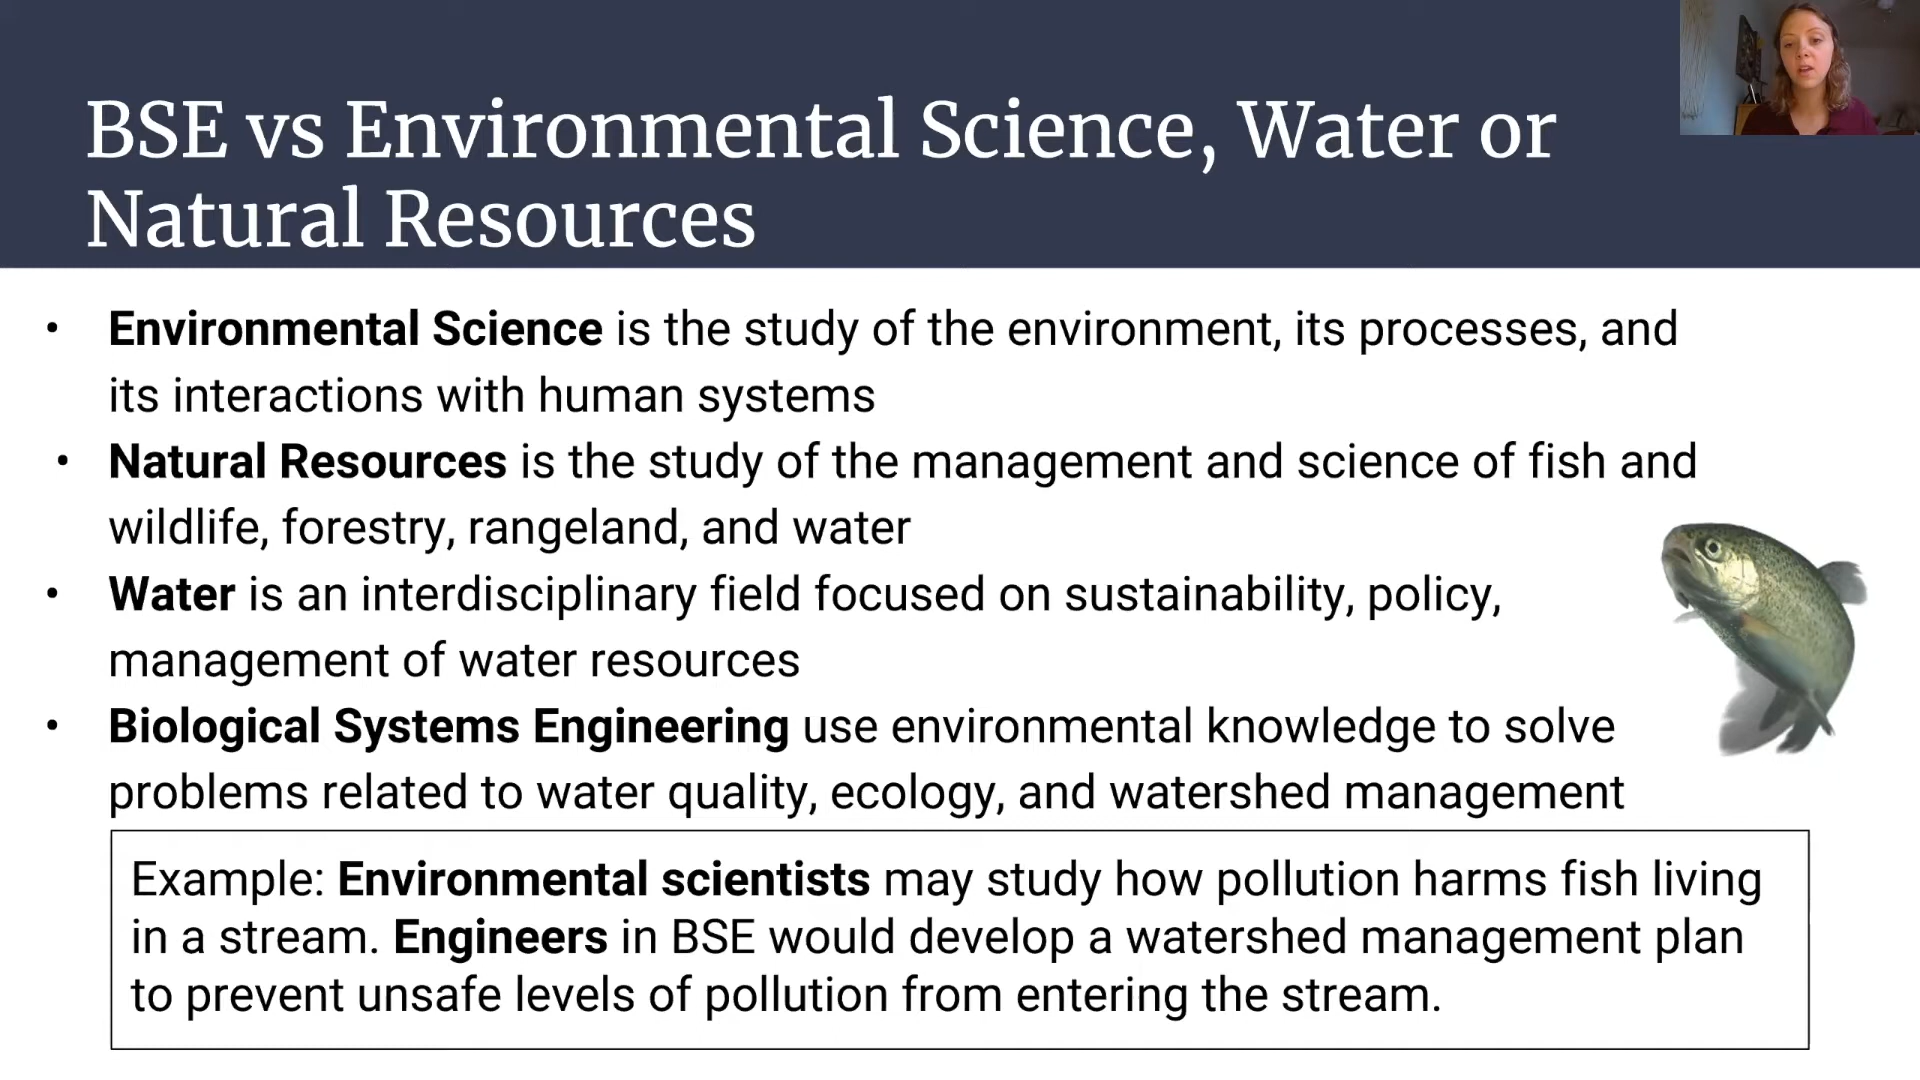 BSE vs Environmental Science, Water or
Natural Resources
• Environmental Science is the study of the environment, its processes, and
its interactions with human systems
• Natural Resources is the study of the management and science of fish and
wildlife, forestry, rangeland, and water
• Water is an interdisciplinary field focused on sustainability, policy,
management of water resources
• Biological Systems Engineering use environmental knowledge to solve
problems related to water quality, ecology, and watershed management
Example: Environmental scientists may study how pollution harms fish living
in a stream. Engineers in BSE would develop a watershed management plan
to prevent unsafe levels of pollution from entering the stream.